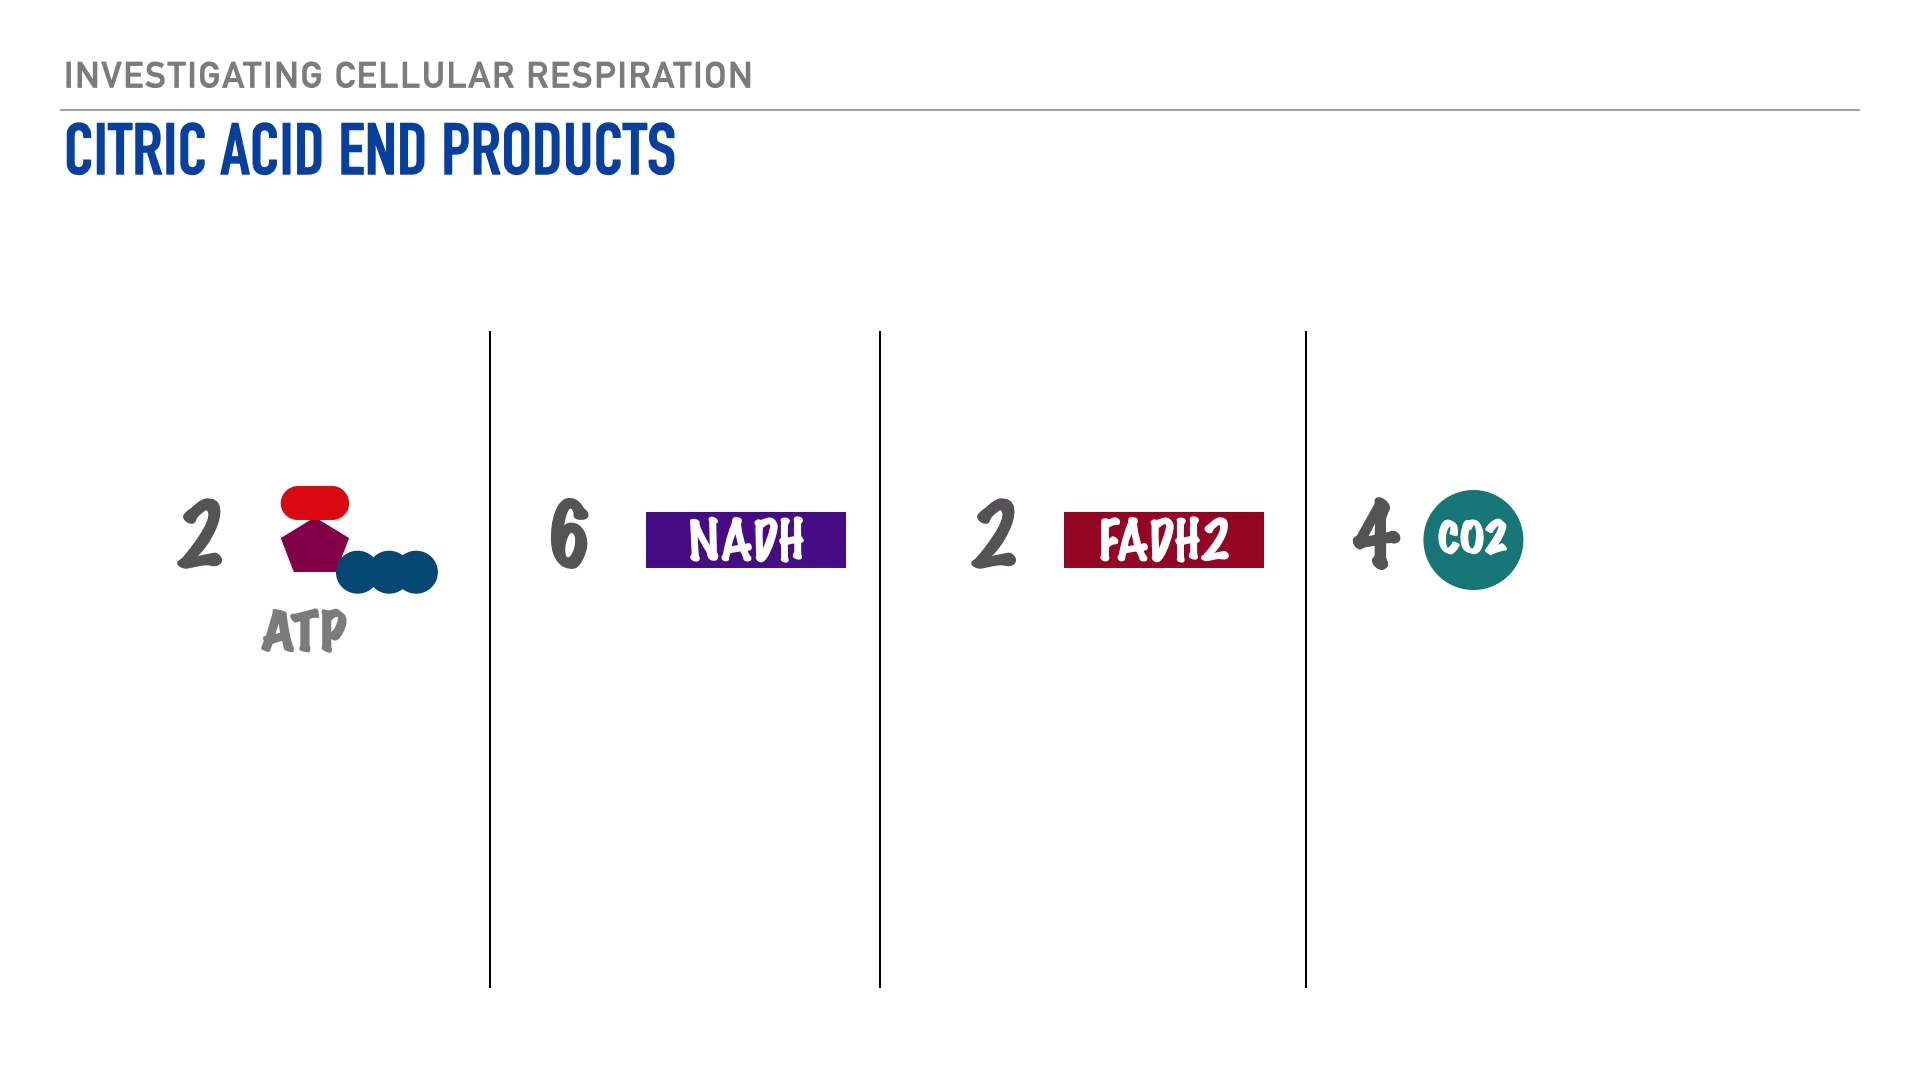 INVESTIGATING CELLULAR RESPIRATION
CITRIC ACID END PRODUCTS
2
ATP
6 NADH
2 FADH2
4 CO2